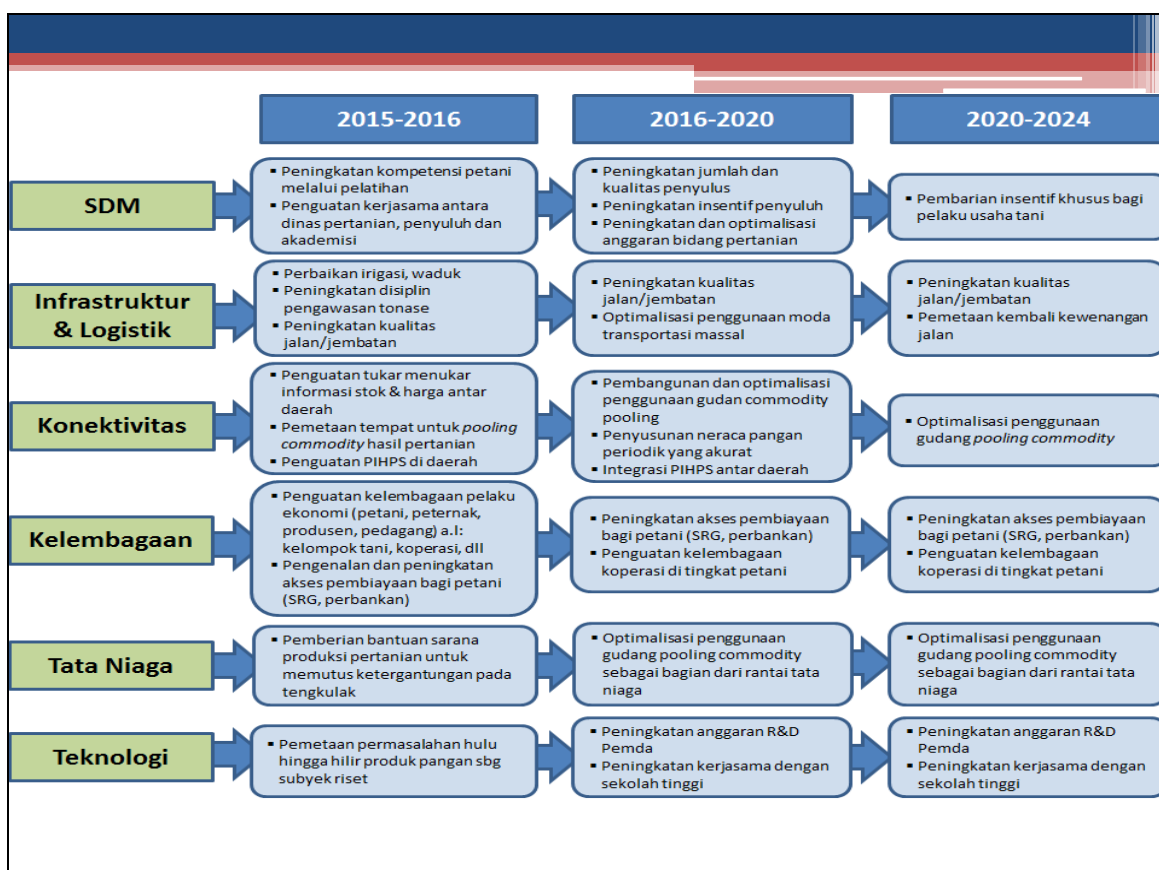 2015-2016
2016-2020
2020-2024
SDM
▪ Peningkatan kompetensi petani
melalui pelatihan
▪ Penguatan kerjasama antara
dinas pertanian, penyuluh dan
akademisi
▪ Peningkatan jumlah dan
kualitas penyulus
▪ Peningkatan insentif penyuluh
▪ Peningkatan dan optimalisasi
anggaran bidang pertanian
▪ Pembarian insentif khusus bagi
pelaku usaha tani
Infrastruktur
& Logistik
▪ Perbaikan irigasi, waduk
▪ Peningkatan disiplin
pengawasan tonase
▪ Peningkatan kualitas
jalan/jembatan
▪ Peningkatan kualitas
jalan/jembatan
▪ Optimalisasi penggunaan moda
transportasi massal
▪ Peningkatan kualitas
jalan/jembatan
▪ Pemetaan kembali kewenangan
jalan
Konektivitas
▪ Penguatan tukar menukar
informasi stok & harga antar
daerah
▪ Pemetaan tempat untuk pooling
commodity hasil pertanian
▪ Penguatan PIHPS di daerah
▪ Pembangunan dan optimalisasi
penggunaan gudan commodity
pooling
▪ Penyusunan neraca pangan
periodik yang akurat
▪ Integrasi PIHPS antar daerah
▪ Optimalisasi penggunaan
gudang pooling commodity
Kelembagaan
▪ Penguatan kelembagaan pelaku
ekonomi (petani, peternak,
produsen, pedagang) a.l:
kelompok tani, koperasi, dll
▪ Pengenalan dan peningkatan
akses pembiayaan bagi petani
(SRG, perbankan)
▪ Peningkatan akses pembiayaan
bagi petani (SRG, perbankan)
▪ Penguatan kelembagaan
koperasi di tingkat petani
▪ Peningkatan akses pembiayaan
bagi petani (SRG, perbankan)
▪ Penguatan kelembagaan
koperasi di tingkat petani
Tata Niaga
▪ Pemberian bantuan sarana
produksi pertanian untuk
memutus ketergantungan pada
tengkulak
▪ Optimalisasi penggunaan
gudang pooling commodity
sebagai bagian dari rantai tata
niaga
▪ Optimalisasi penggunaan
gudang pooling commodity
sebagai bagian dari rantai tata
niaga
Teknologi
▪ Pemetaan permasalahan hulu
hingga hilir produk pangan sbg
subyek riset
▪ Peningkatan anggaran R&D
Pemda
▪ Peningkatan kerjasama dengan
sekolah tinggi
▪ Peningkatan anggaran R&D
Pemda
▪ Peningkatan kerjasama dengan
sekolah tinggi